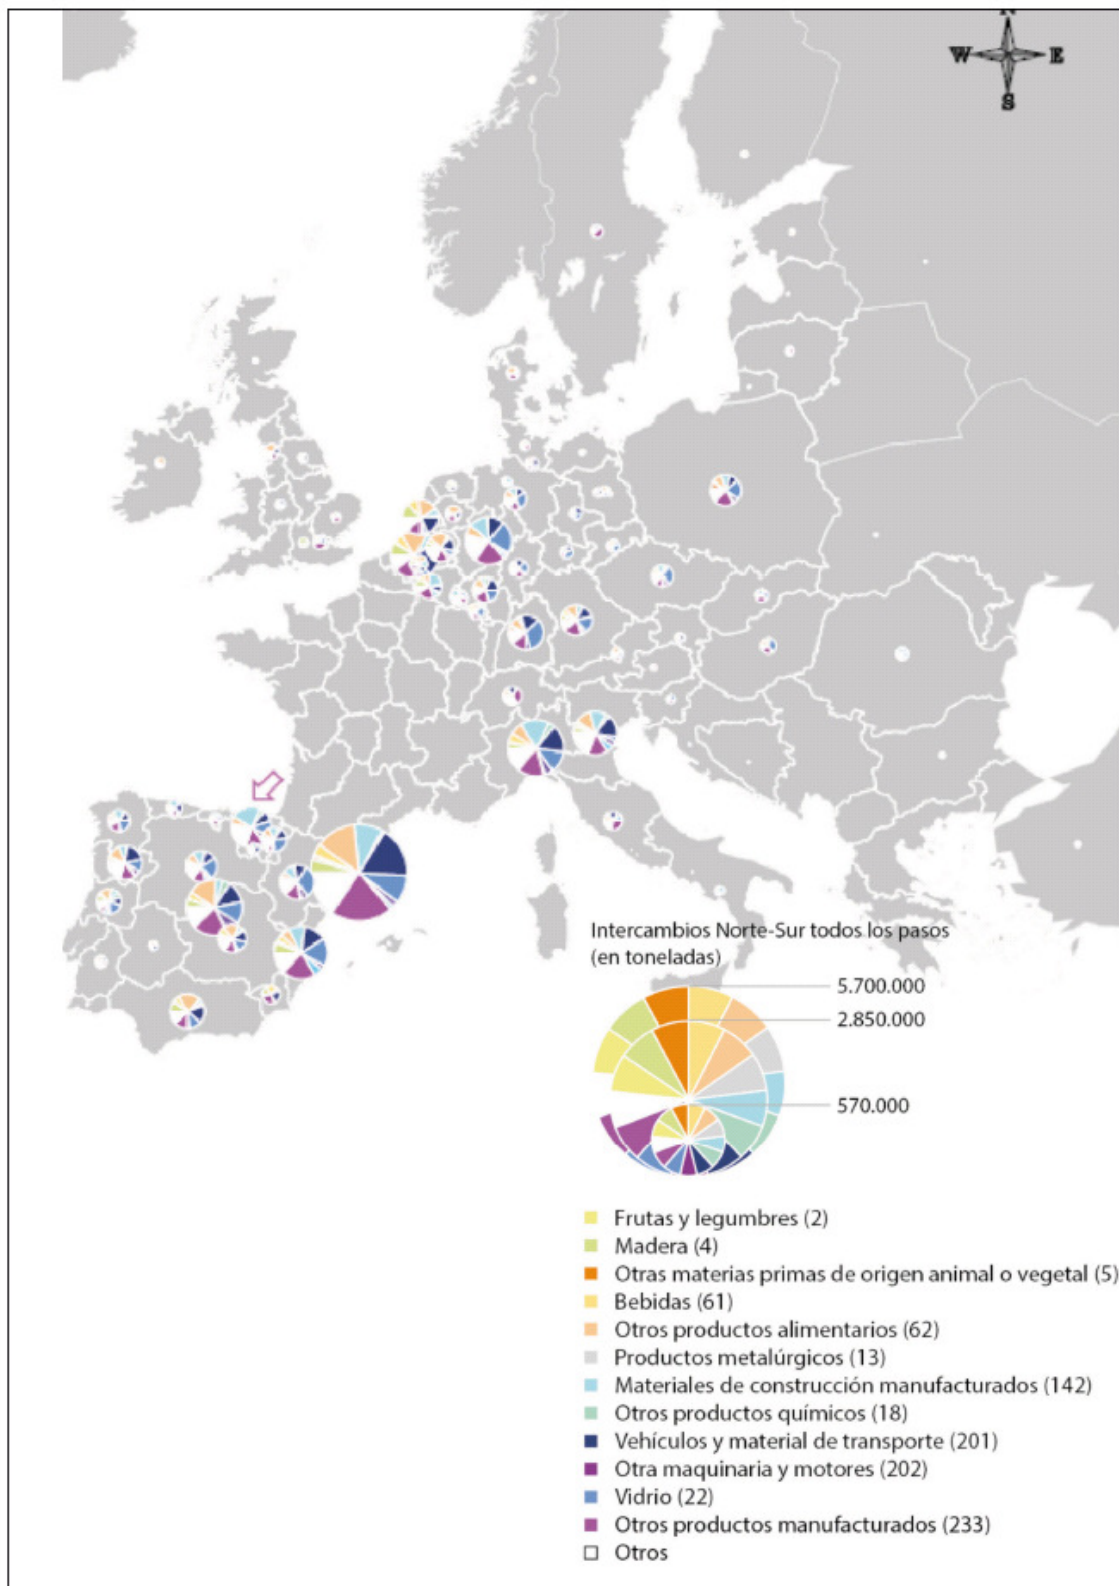 N
W E
S
Intercambios Norte-Sur todos los pasos
(en toneladas)
5.700.000
2.850.000
570.000
Frutas y legumbres (2)
Madera (4)
Otras materias primas de origen animal o vegetal (5)
Bebidas (61)
Otros productos alimentarios (62)
Productos metalúrgicos (13)
Materiales de construcción manufacturados (142)
Otros productos químicos (18)
Vehículos y material de transporte (201)
Otra maquinaria y motores (202)
Vidrio (22)
Otros productos manufacturados (233)
Otros